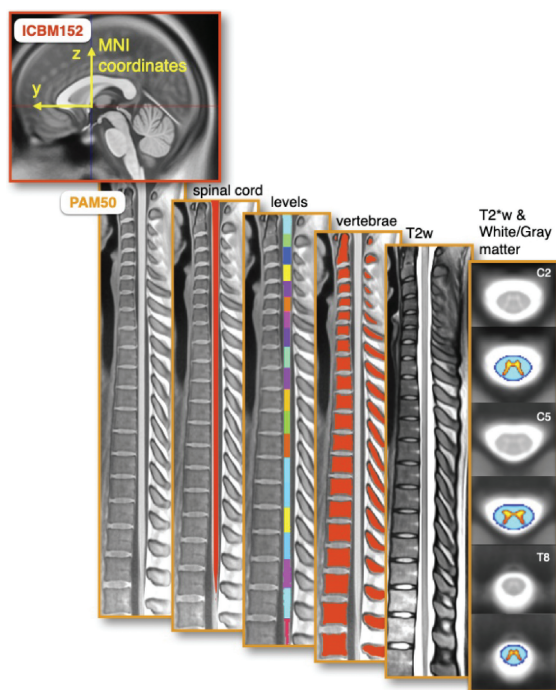 ICBM152
z
MNI
coordinates
y
PAM50
spinal cord
levels
vertebrae
T2w
T2*w &
White/Gray
matter
C2
C5
T8